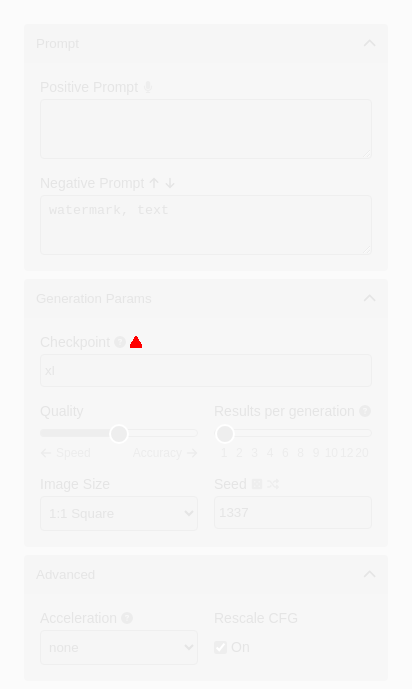 Prompt
Positive Prompt
Negative Prompt
watermark, text
Generation Params
Checkpoint
xl
Quality
Results per generation
Speed Accuracy
1 2 3 4 6 8 9 10 12 20
Image Size
Seed
1:1 Square
1337
Advanced
Acceleration
Rescale CFG
none
On